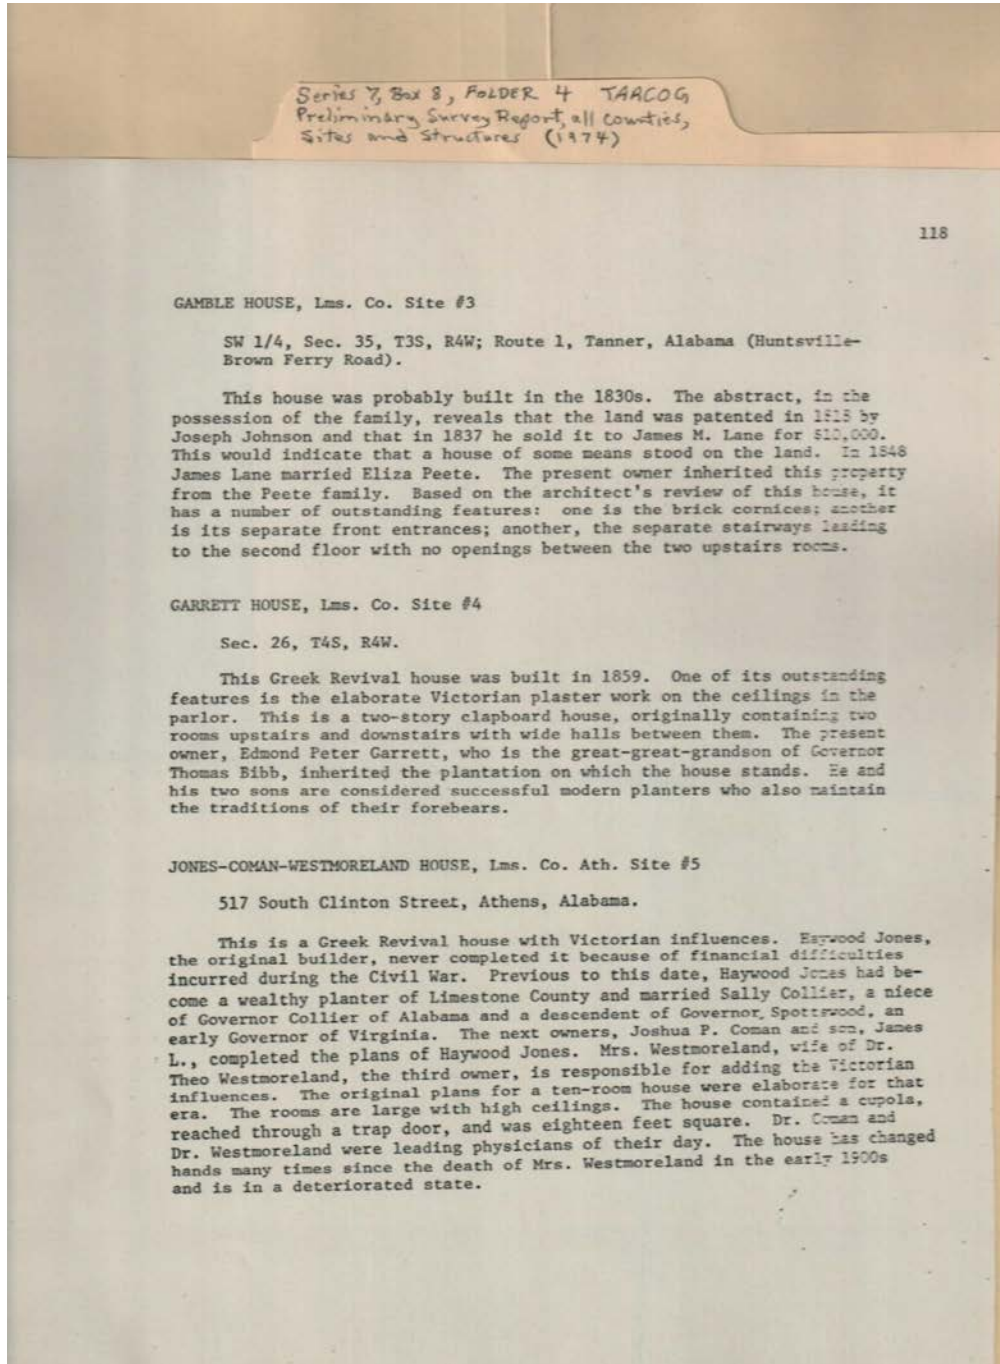 Series 7, Box 8, FOLDER 4 TARCOG
Preliminary Survey Report, all counties,
Sites and Structures (1974)
118
GAMBLE HOUSE, Lms. Co. Site #3
SW 1/4, Sec. 35, T3S, R4W; Route 1, Tanner, Alabama (Huntsville-
Brown Ferry Road).
This house was probably built in the 1830s. The abstract, in the
possession of the family, reveals that the land was patented in by
Joseph Johnson and that in 1837 he sold it to James M. Lane for
This would indicate that a house of some means stood on the land. In 1848
James Lane married Eliza Peete. The present owner inherited this property
from the Peete family. Based on the architect's review of this house, it
has a number of outstanding features: one is the brick cornices; another
is its separate front entrances; another, the separate stairways leading
to the second floor with no openings between the two upstairs rooms.
GARRETT HOUSE, Lms. Co. Site #4
Sec. 26, T4S, R4W.
This Greek Revival house was built in 1859. One of its outstanding
features is the elaborate Victorian plaster work on the ceilings in the
parlor. This is a two-story clapboard house, originally containing two
rooms upstairs and downstairs with wide halls between them. The present
owner, Edmond Peter Garrett, who is the great-great-grandson of Governor
Thomas Bibb, inherited the plantation on which the house stands. He and
his two sons are considered successful modern planters who also maintain
the traditions of their forebears.
JONES-COMAN-WESTMORELAND HOUSE, Lms. Co. Ath. Site #5
517 South Clinton Street, Athens, Alabama.
This is a Greek Revival house with Victorian influences. Haywood Jones,
the original builder, never completed it because of financial difficulties
incurred during the Civil War. Previous to this date, Haywood Jones had be-
come a wealthy planter of Limestone County and married Sally Collier, a niece
of Governor Collier of Alabama and a descendent of Governor Spottswood, an
early Governor of Virginia. The next owners, Joshua P. Coman and son, James
L., completed the plans of Haywood Jones. Mrs. Westmoreland, wife of Dr.
Theo Westmoreland, the third owner, is responsible for adding the Victorian
influences. The original plans for a ten-room house were elaborate for that
era. The rooms are large with high ceilings. The house contained a cupola,
reached through a trap door, and was eighteen feet square. Dr. Coman and
Dr. Westmoreland were leading physicians of their day. The house has changed
hands many times since the death of Mrs. Westmoreland in the early 1900s
and is in a deteriorated state.